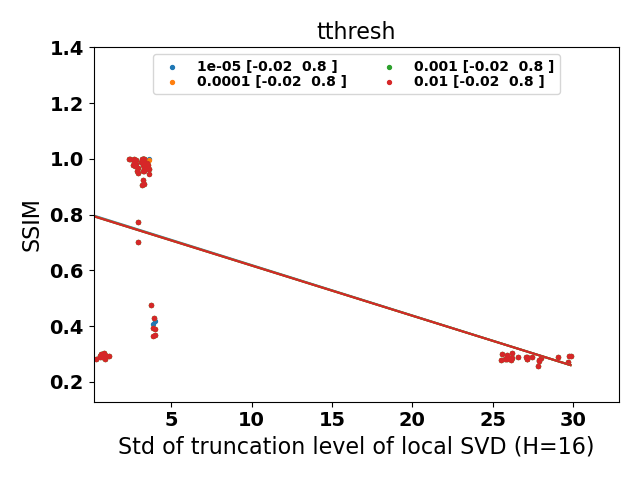 tthresh
1e-05 [-0.02  0.8 ]
0.0001 [-0.02  0.8 ]
0.001 [-0.02  0.8 ]
0.01 [-0.02  0.8 ]
1.4
1.2
1.0
0.8
0.6
0.4
0.2
SSIM
5 10 15 20 25 30
Std of truncation level of local SVD (H=16)